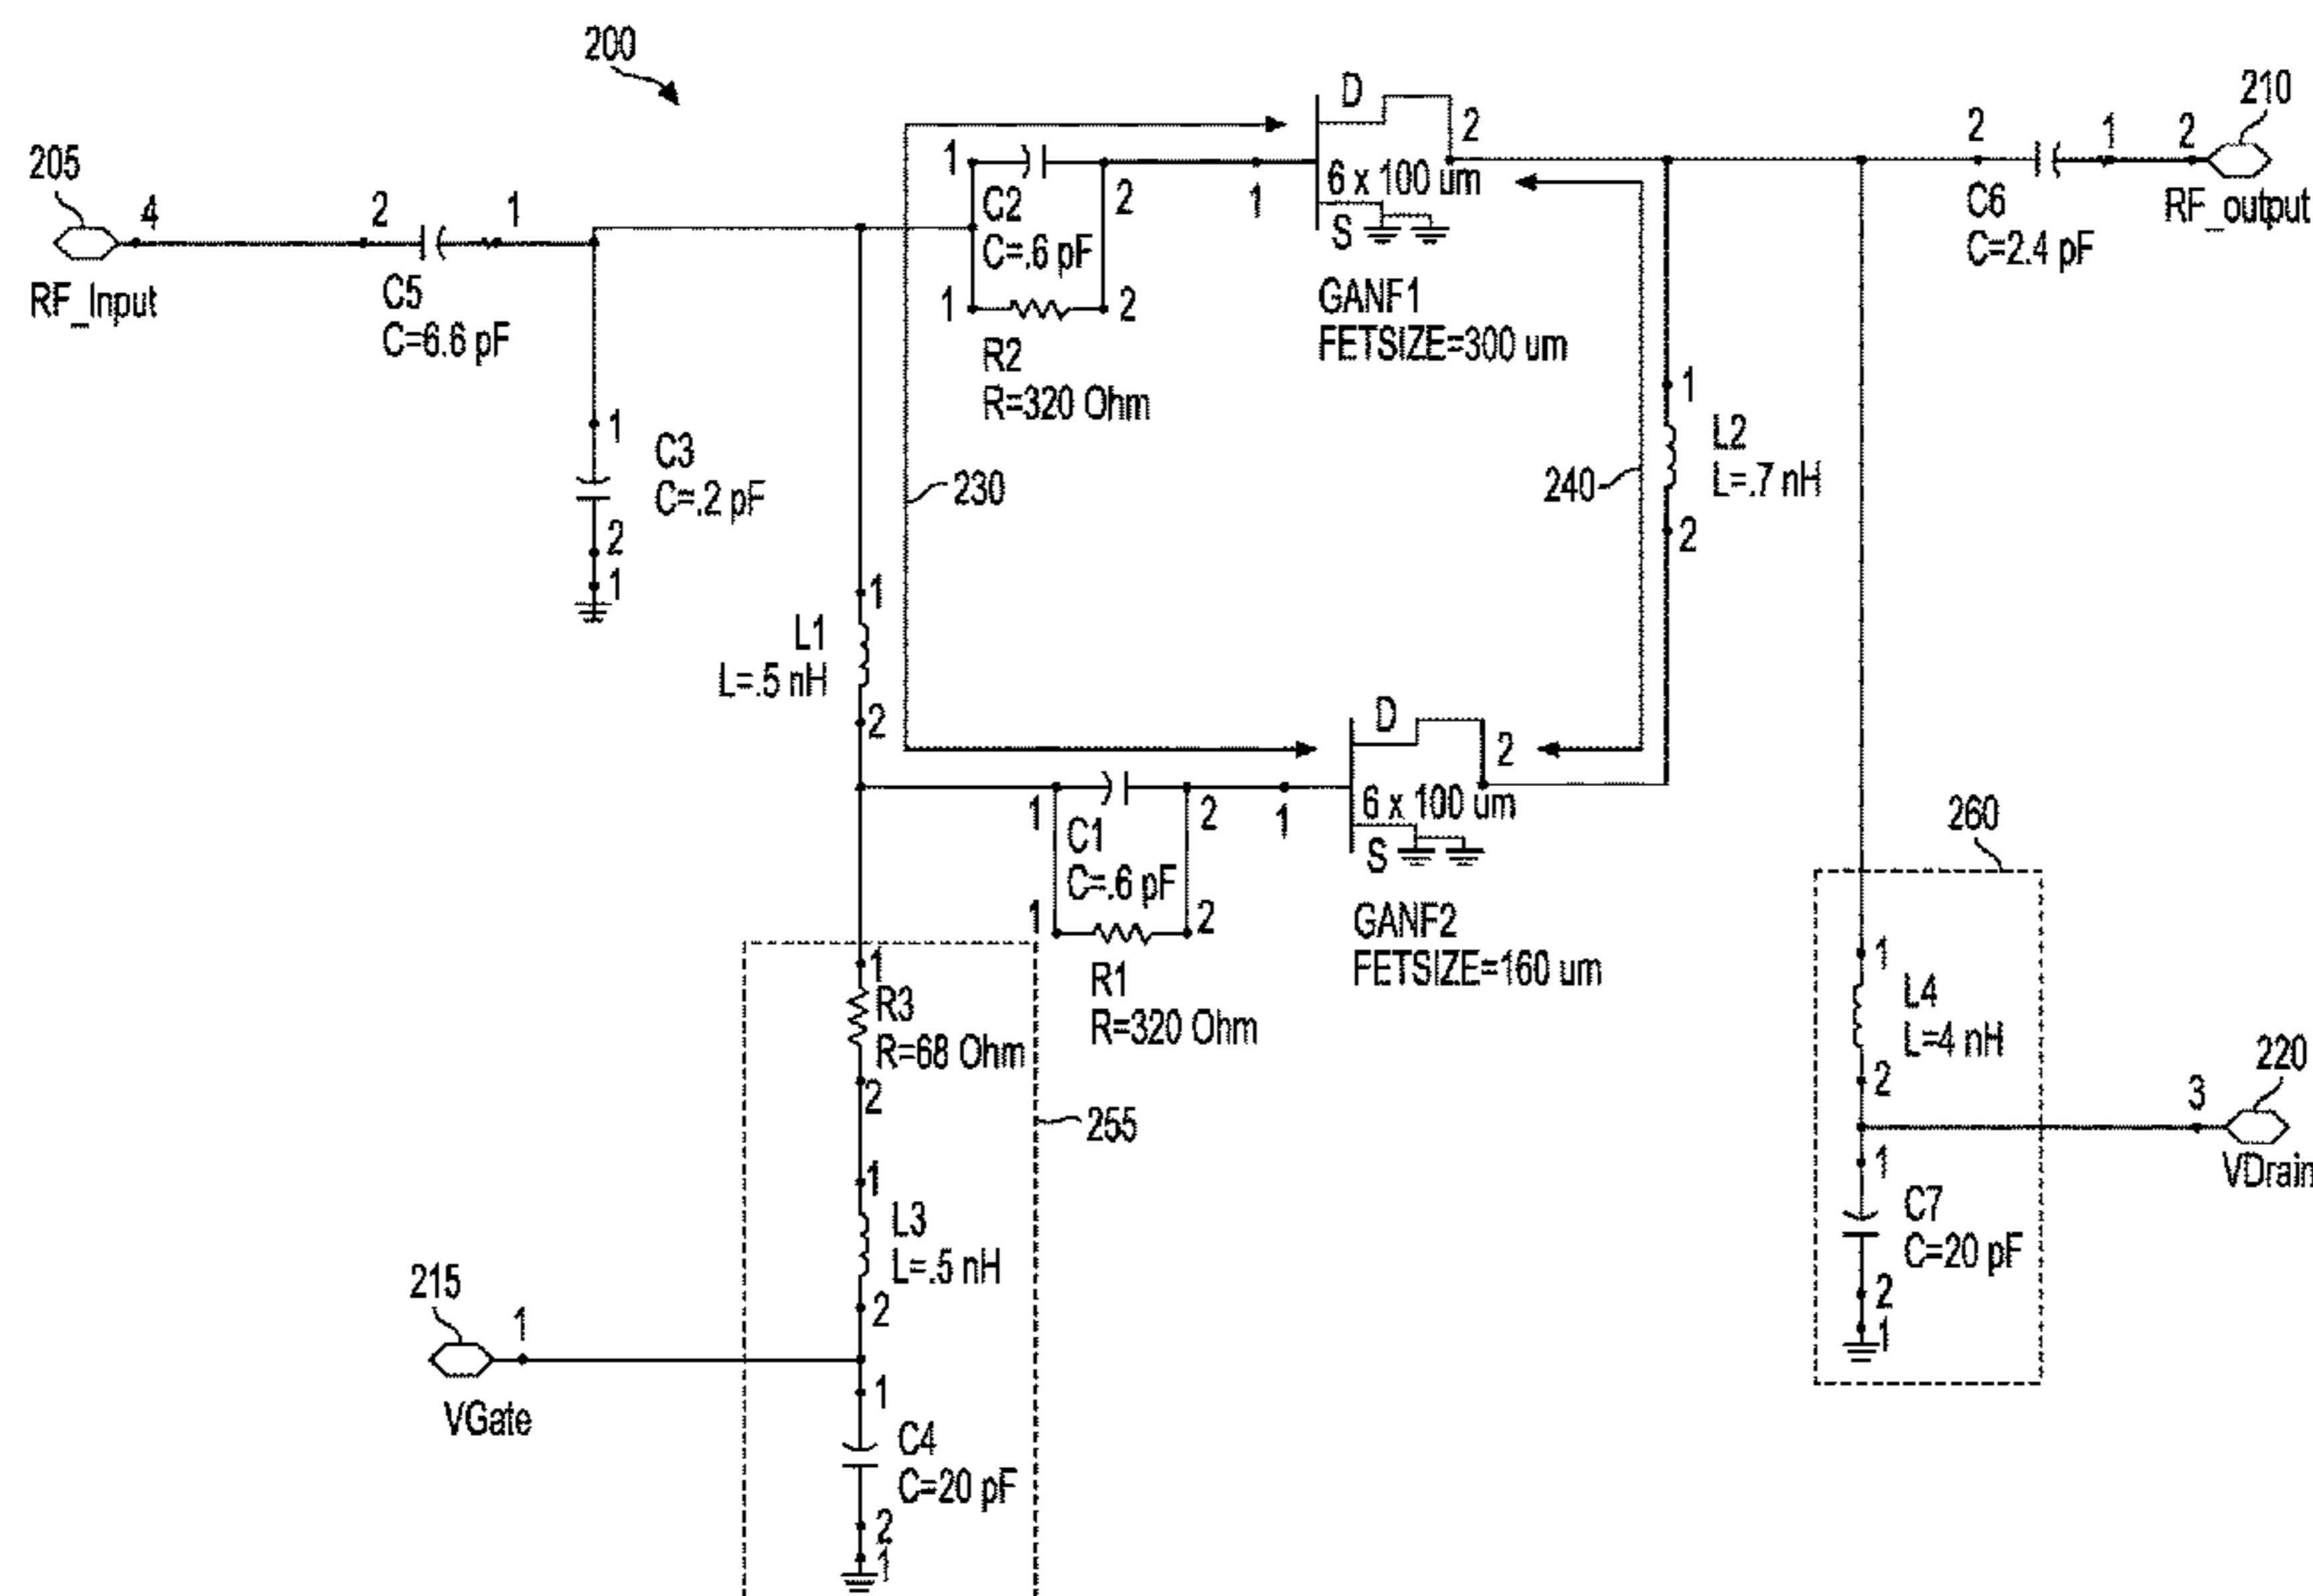 200
205
4
RF_Input
2
1
C5
C=6.6 pF
1
C3
C=.2 pF
2
1
1
2
C2
C=.6 pF
1
2
R2
R=320 Ohm
1
D
2
6 x 100 um
S
GANF1
FETSIZE=300 um
230
240
1
L2
L=.7 nH
2
2
1
2
C6
C=2.4 pF
210
RF_output
1
L1
L=.5 nH
2
1
2
C1
C=.6 pF
1
2
R1
R=320 Ohm
1
D
2
6 x 100 um
S
GANF2
FETSIZE=160 um
1
R3
R=68 Ohm
2
255
1
L3
L=.5 nH
2
215
1
VGate
1
C4
C=20 pF
2
1
260
1
L4
L=4 nH
2
3
220
VDrain
1
C7
C=20 pF
2
1